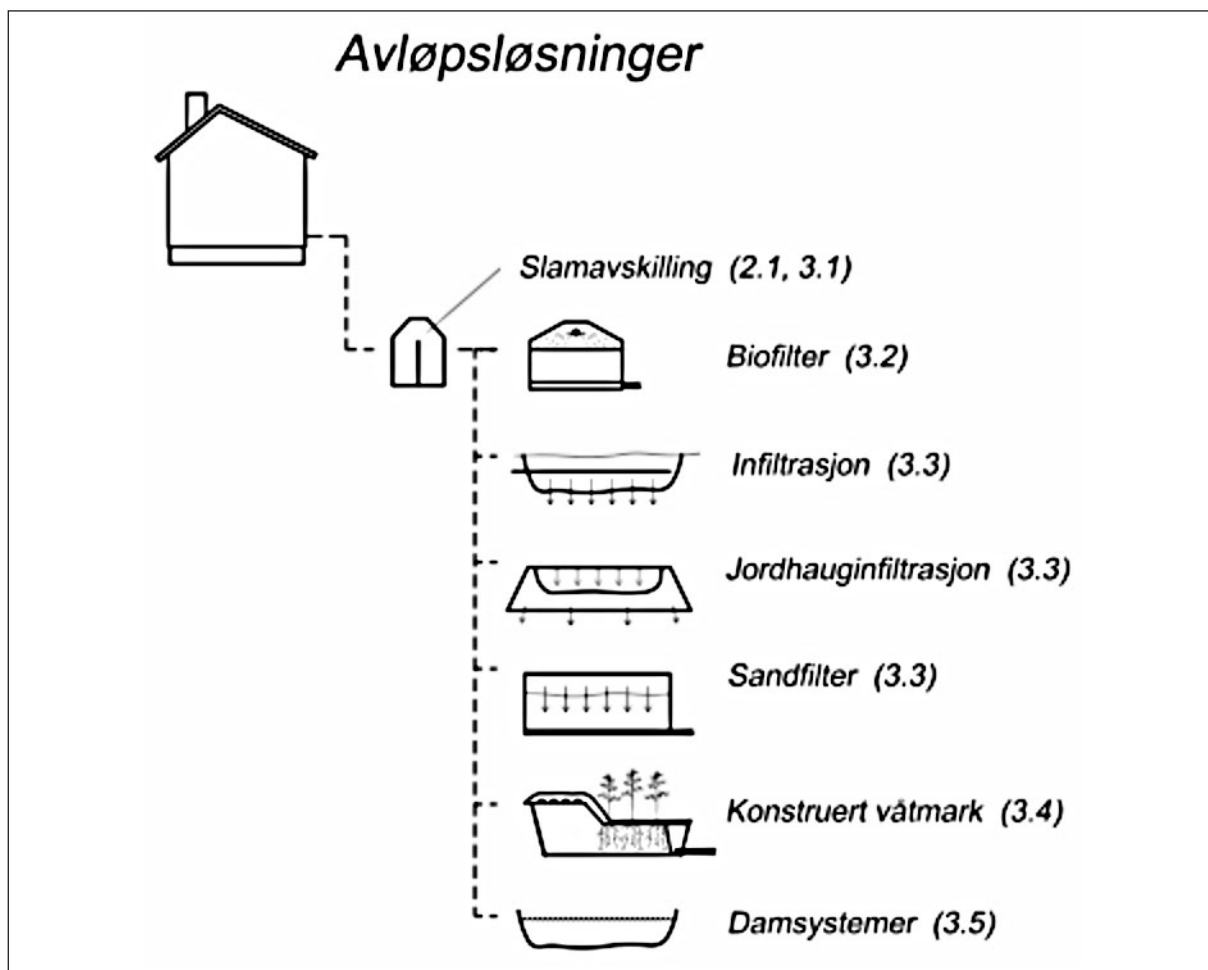 Avløpsløsninger
Slamavskilling (2.1, 3.1)
Biofilter (3.2)
Infiltrasjon (3.3)
Jordhauginfiltrasjon (3.3)
Sandfilter (3.3)
Konstruert våtmark (3.4)
Damsystemer (3.5)